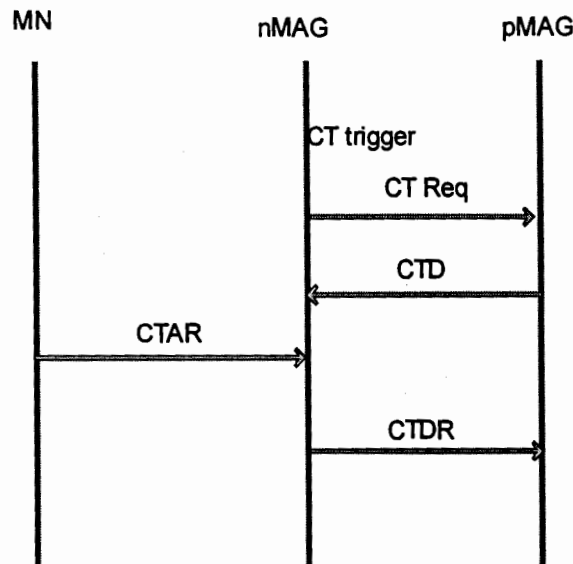 MN
nMAG
pMAG
CT trigger
CT Req
CTD
CTAR
CTDR